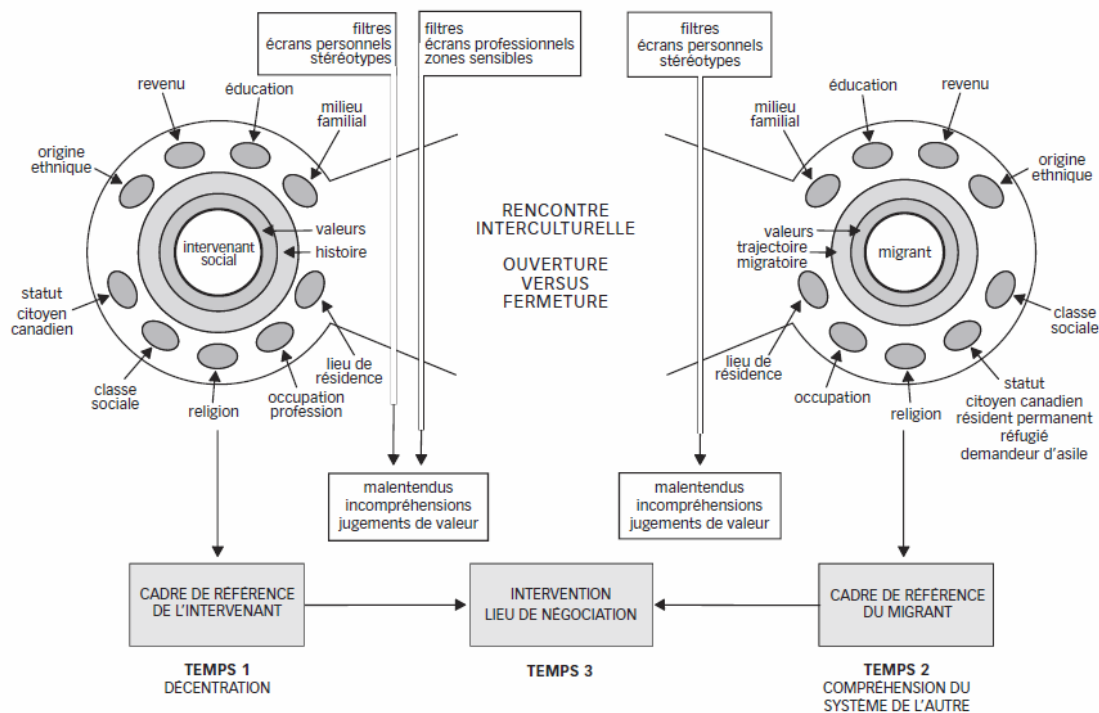 filtres
écrans personnels
stéréotypes
filtres
écrans professionnels
zones sensibles
filtres
écrans personnels
stéréotypes
revenu
éducation
milieu
familial
origine
ethnique
valeurs
histoire
intervenant
social
statut
citoyen
canadien
classe
sociale
religion
occupation
profession
lieu de
résidence
RENCONTRE
INTERCULTURELLE
OUVERTURE
VERSUS
FERMETURE
éducation
revenu
milieu
familial
origine
ethnique
valeurs
trajectoire
migratoire
migrant
classe
sociale
lieu de
résidence
occupation
religion
statut
citoyen canadien
résident permanent
réfugié
demandeur d'asile
malentendus
incompréhensions
jugements de valeur
malentendus
incompréhensions
jugements de valeur
CADRE DE RÉFÉRENCE
DE L'INTERVENANT
INTERVENTION
LIEU DE NÉGOCIATION
CADRE DE RÉFÉRENCE
DU MIGRANT
TEMPS 1
DÉCENTRATION
TEMPS 3
TEMPS 2
COMPRÉHENSION DU
SYSTÈME DE L'AUTRE